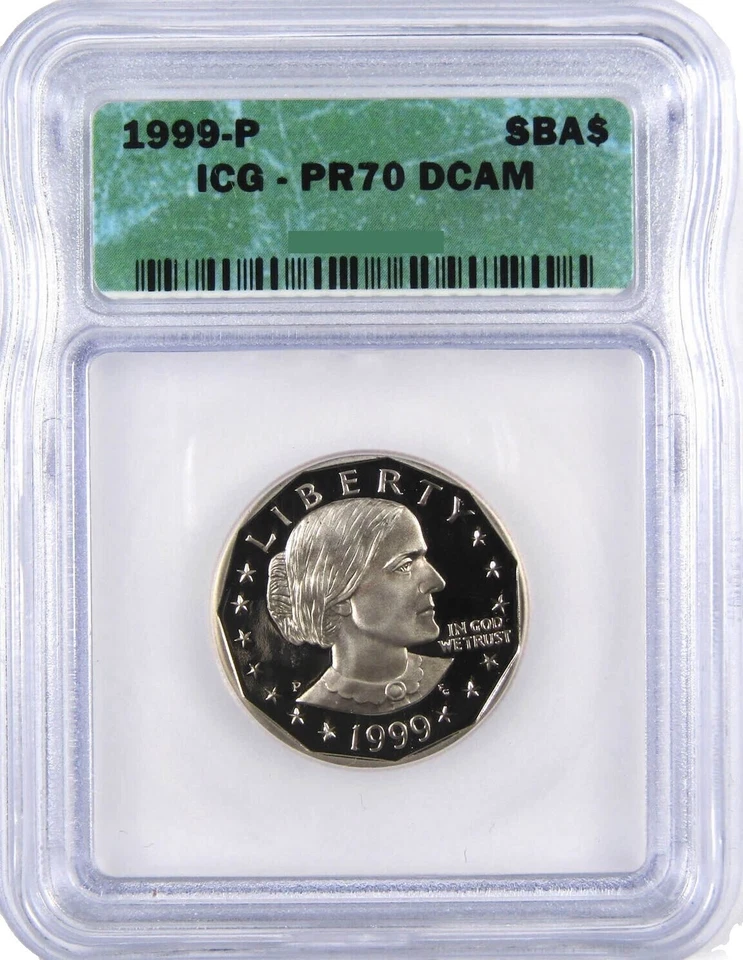 1999-P SBA$
ICG - PR70 DCAM
LIBERTY
IN GOD
WE TRUST
P
1999